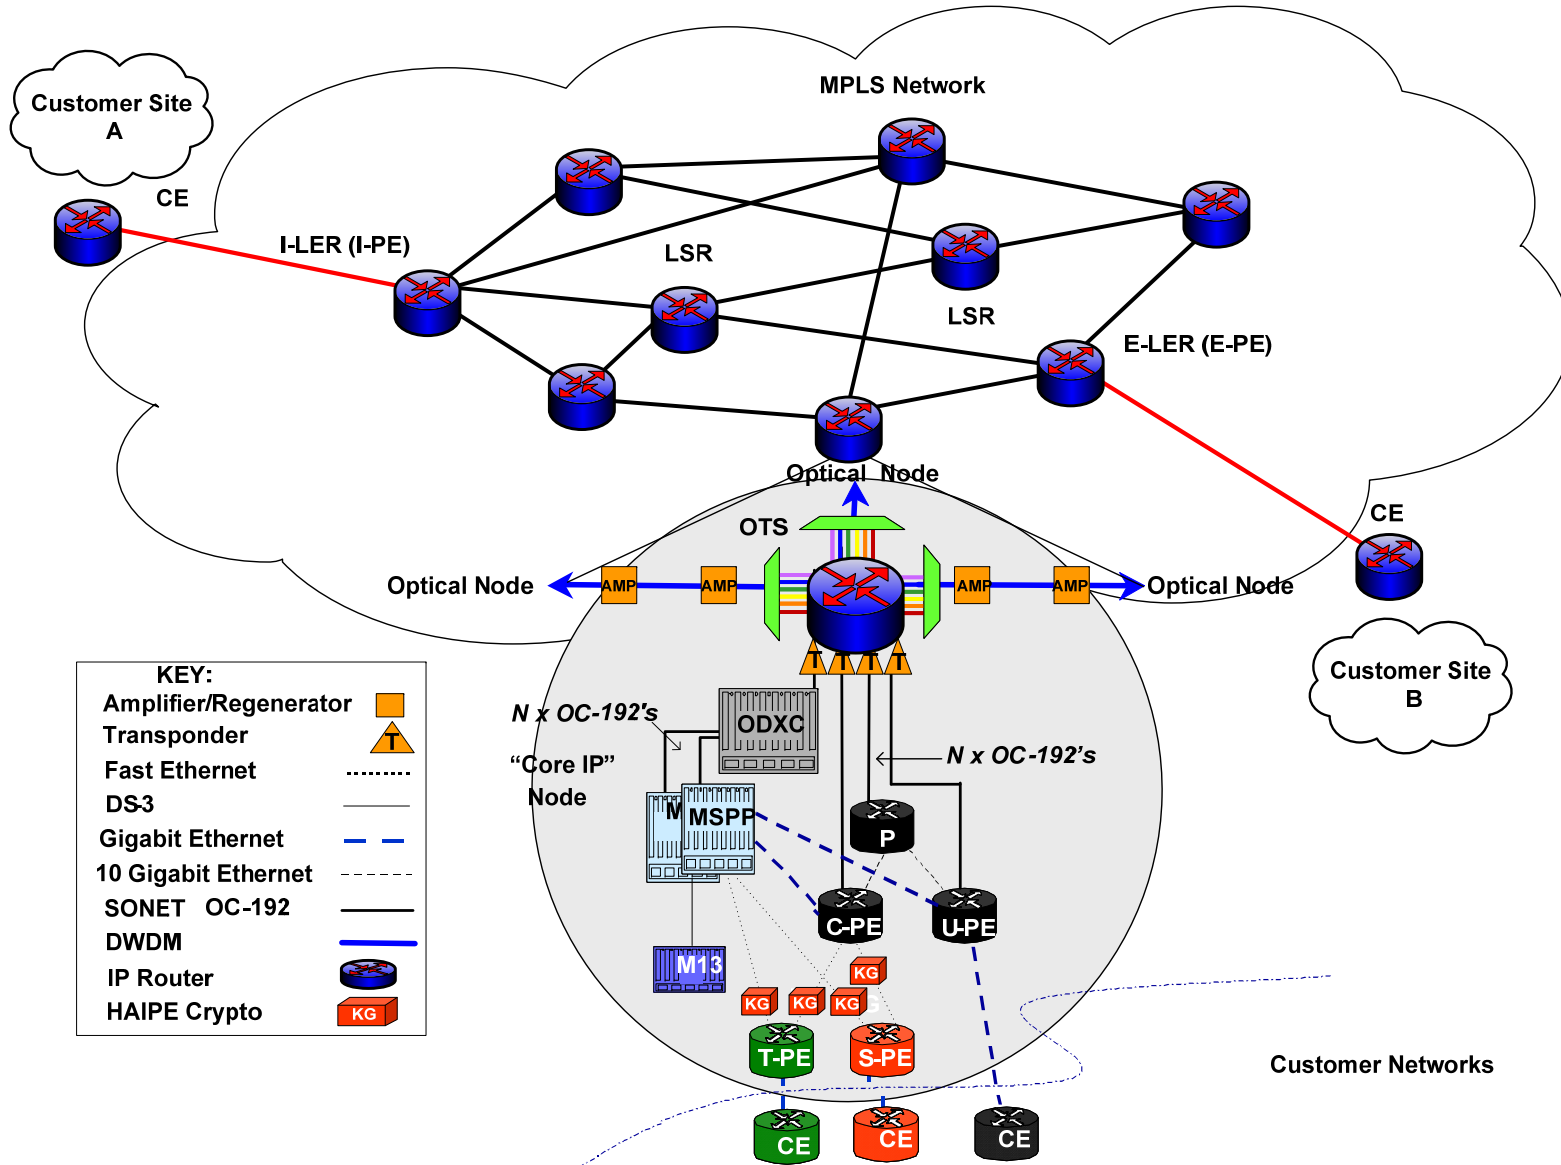 MPLS Network
Customer Site
A
CE
I-LER (I-PE)
LSR
LSR
E-LER (E-PE)
Optical Node
OTS
CE
Optical Node
AMP
AMP
AMP
AMP
Optical Node
T
T
T
T
Customer Site
B
KEY:
Amplifier/Regenerator
Transponder
T
Fast Ethernet
DS-3
Gigabit Ethernet
10 Gigabit Ethernet
SONET OC-192
DWDM
IP Router
HAIPE Crypto
KG
N x OC-192's
ODXC
"Core IP"
Node
N x OC-192's
M
MSPP
P
C-PE
U-PE
M13
KG
KG
KG
KG
G
T-PE
S-PE
Customer Networks
CE
CE
CE